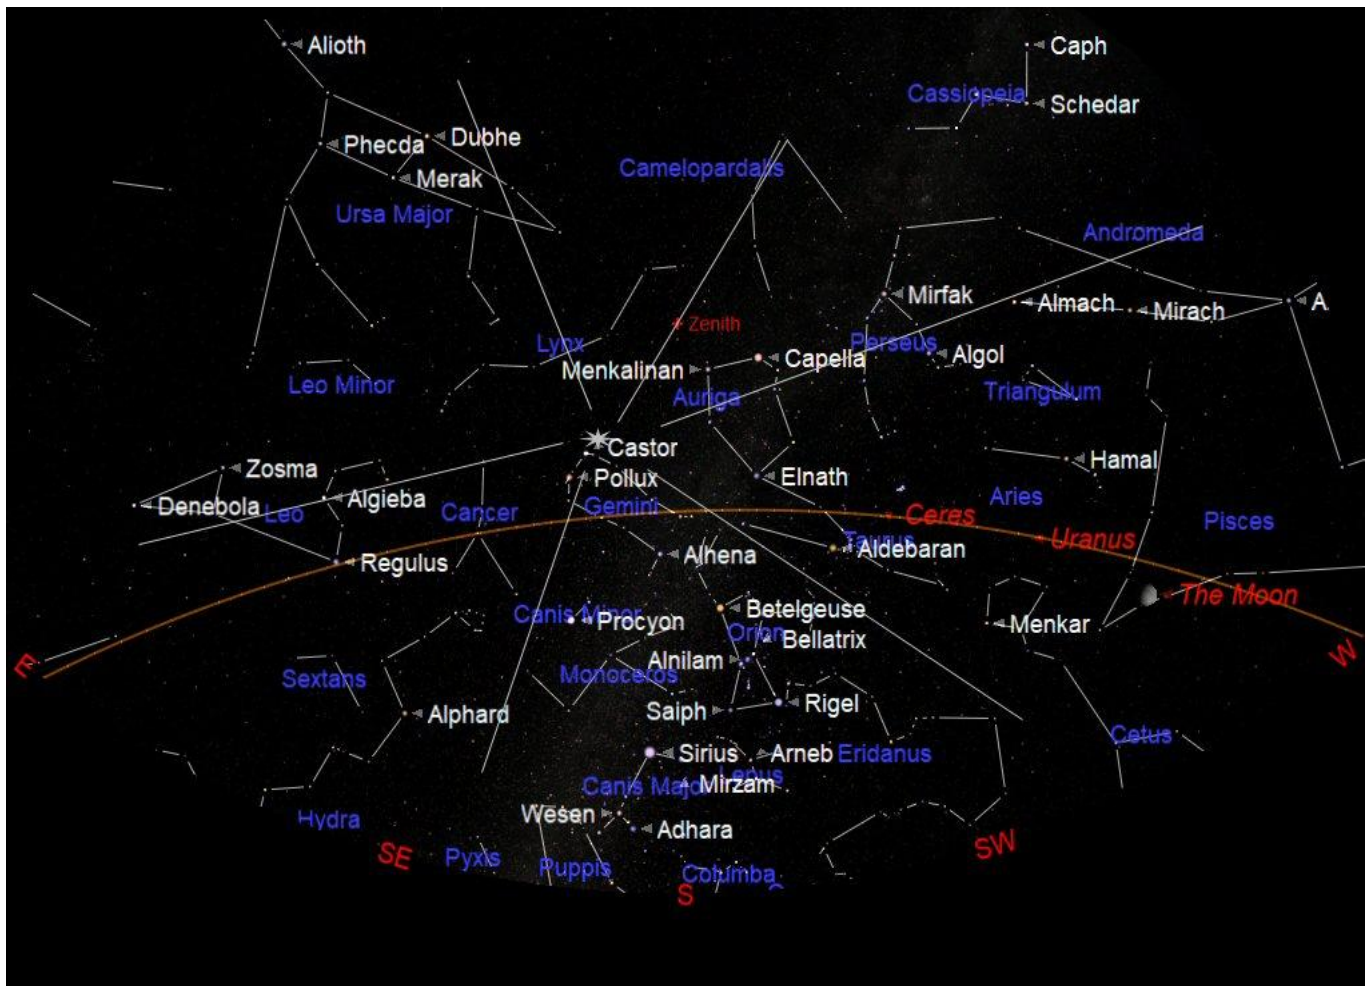 Alioth
Caph
Cassiopeia
Schedar
Phecda
Dubhe
Merak
Camelopardalis
Ursa Major
Andromeda
Mirfak
Almach
Mirach
A
Zenith
Lynx
Perseus
Algol
Menkalinan
Capella
Leo Minor
Auriga
Triangulum
Castor
Zosma
Pollux
Elnath
Hamal
Denebola
Algieba
Leo
Cancer
Gemini
Aries
Ceres
Pisces
Taurus
Uranus
Regulus
Alhena
Aldebaran
The Moon
Canis Minor
Procyon
Betelgeuse
Orion
Bellatrix
Menkar
E
W
Sextans
Monoceros
Alnilam
Alphard
Saiph
Rigel
Cetus
Sirius
Arneb
Eridanus
Lepus
Canis Major
Mirzam
Hydra
Wesen
Adhara
SE
SW
Pyxis
Puppis
Columba
S